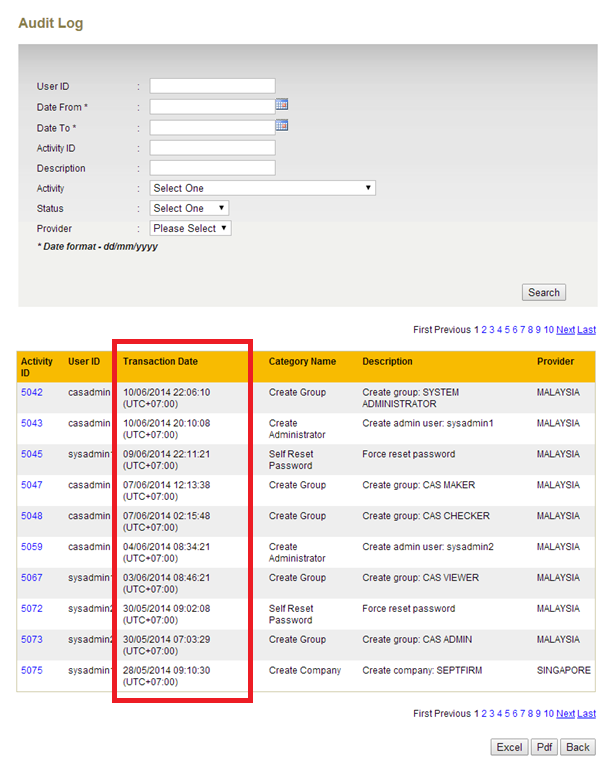 Audit Log
User ID :
Date From * :
Date To * :
Activity ID :
Description :
Activity : Select One
Status : Select One
Provider : Please Select
* Date format - dd/mm/yyyy
Search
First Previous 1 2 3 4 5 6 7 8 9 10 Next Last
Activity ID User ID Transaction Date Category Name Description Provider
5042 casadmin 10/06/2014 22:06:10 (UTC+07:00) Create Group Create group: SYSTEM ADMINISTRATOR MALAYSIA
5043 casadmin 10/06/2014 20:10:08 (UTC+07:00) Create Administrator Create admin user: sysadmin1 MALAYSIA
5045 sysadmin1 09/06/2014 22:11:21 (UTC+07:00) Self Reset Password Force reset password MALAYSIA
5047 casadmin 07/06/2014 12:13:38 (UTC+07:00) Create Group Create group: CAS MAKER MALAYSIA
5048 casadmin 07/06/2014 02:15:48 (UTC+07:00) Create Group Create group: CAS CHECKER MALAYSIA
5059 casadmin 04/06/2014 08:34:21 (UTC+07:00) Create Administrator Create admin user: sysadmin2 MALAYSIA
5067 sysadmin1 03/06/2014 08:46:21 (UTC+07:00) Create Group Create group: CAS VIEWER MALAYSIA
5072 sysadmin2 30/05/2014 09:02:08 (UTC+07:00) Self Reset Password Force reset password MALAYSIA
5073 sysadmin2 30/05/2014 07:03:29 (UTC+07:00) Create Group Create group: CAS ADMIN MALAYSIA
5075 sysadmin1 28/05/2014 09:10:30 (UTC+07:00) Create Company Create company: SEPTFIRM SINGAPORE
First Previous 1 2 3 4 5 6 7 8 9 10 Next Last
Excel Pdf Back